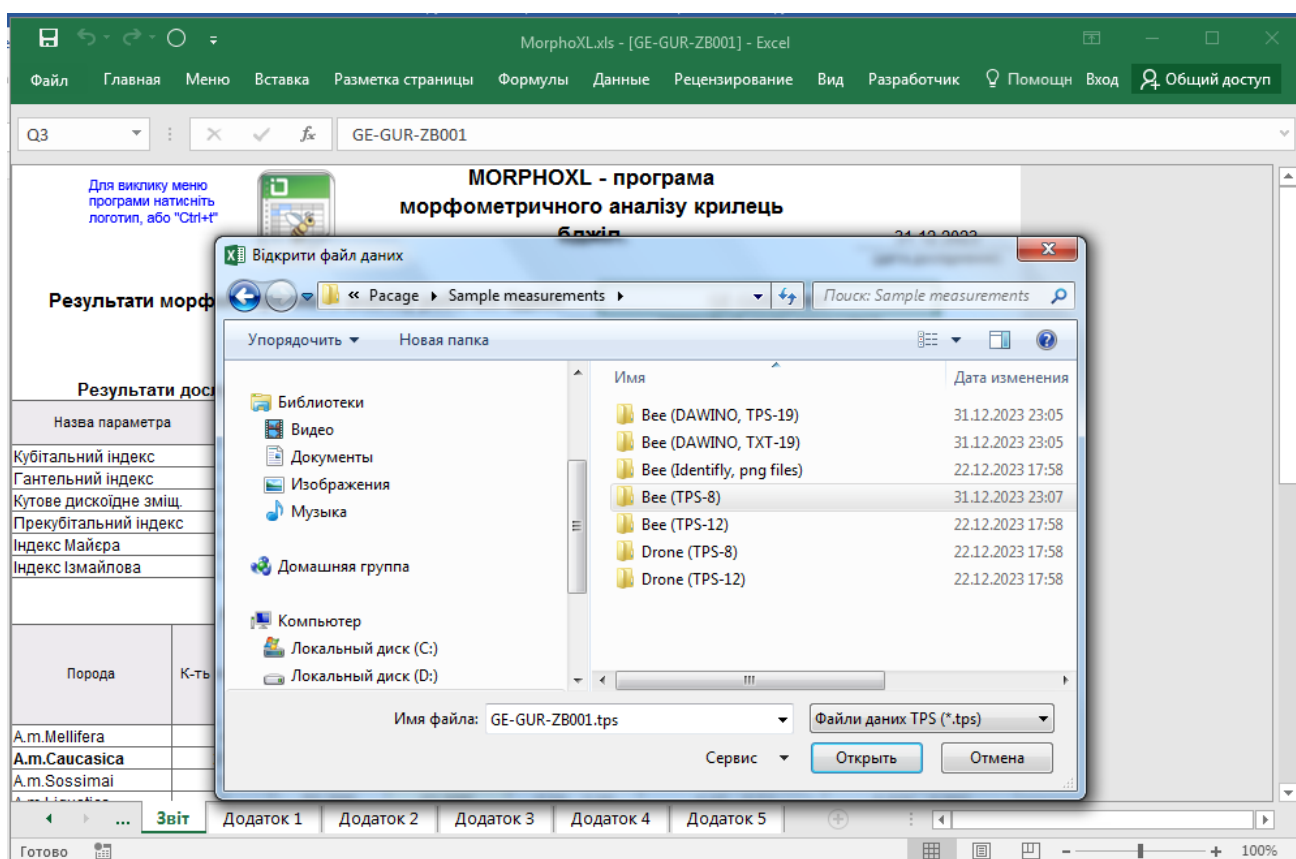 MorphoXL.xls - [GE-GUR-ZB001] - Excel
Файл Главная Меню Вставка Разметка страницы Формулы Данные Рецензирование Вид Разработчик Помощн Вход Общий доступ
Q3 fx GE-GUR-ZB001
Для виклику меню
програми натисніть
логотип, або "Ctrl+t"
MORPHOXL - програма
морфометричного аналізу крилець
бджіл
31.12.2023
Результати морф
Результати досл
Назва параметра
Кубітальний індекс
Гантельний індекс
Кутове дискоїдне зміщ.
Прекубітальний індекс
Індекс Майєра
Індекс Ізмайлова
Порода К-ть
A.m.Mellifera
A.m.Caucasica
A.m.Sossimai
Відкрити файл даних
« Pacage Sample measurements Поиск: Sample measurements
Упорядочить Новая папка
Библиотеки
Видео
Документы
Изображения
Музыка
Домашняя группа
Компьютер
Локальный диск (C:)
Локальный диск (D:)
Имя Дата изменения
Bee (DAWINO, TPS-19) 31.12.2023 23:05
Bee (DAWINO, TXT-19) 31.12.2023 23:05
Bee (Identifly, png files) 22.12.2023 17:58
Bee (TPS-8) 31.12.2023 23:07
Bee (TPS-12) 22.12.2023 17:58
Drone (TPS-8) 22.12.2023 17:58
Drone (TPS-12) 22.12.2023 17:58
Имя файла: GE-GUR-ZB001.tps Файли даних TPS (*.tps)
Сервис Открыть Отмена
... Звіт Додаток 1 Додаток 2 Додаток 3 Додаток 4 Додаток 5
Готово 100%